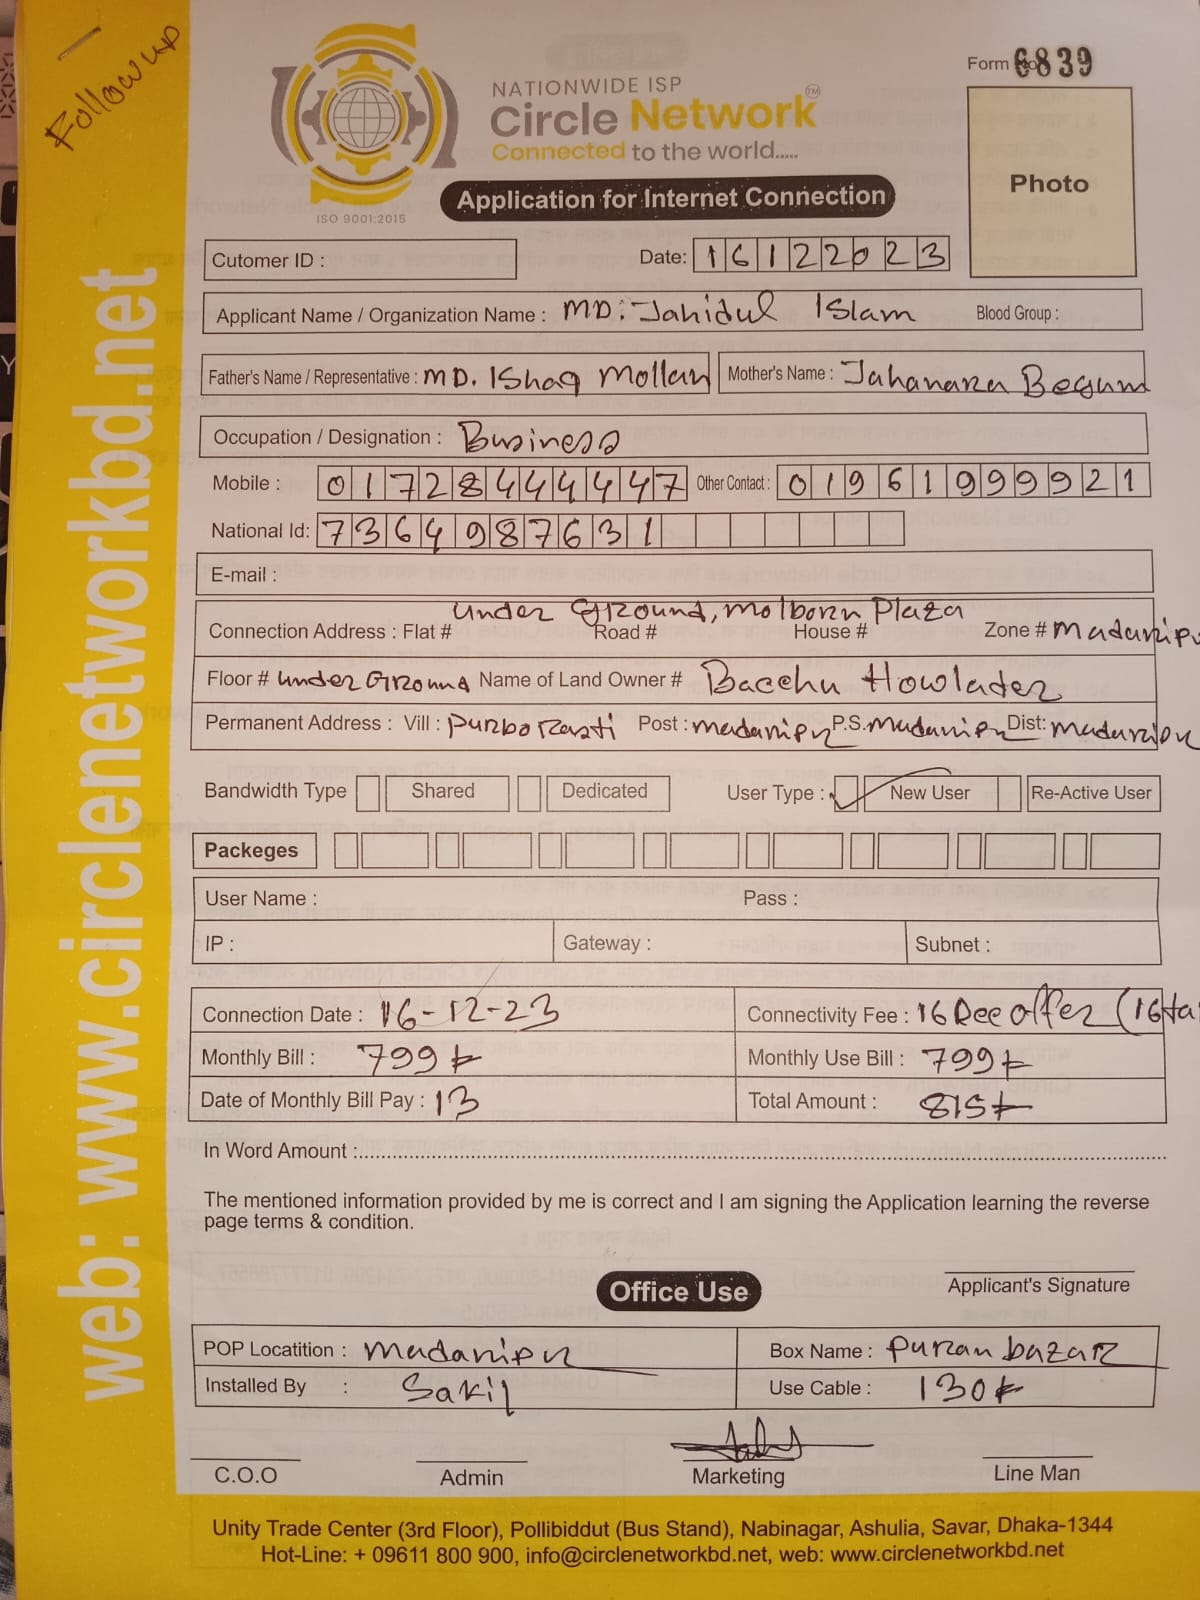 Followup
Form No 6839
NATIONWIDE ISP
Circle Network TM
Connected to the world.....
ISO 9001:2015
Application for Internet Connection
Photo
Cutomer ID :
Date: 16122023
Applicant Name / Organization Name : MD. Jahidul Islam Blood Group :
Father's Name / Representative : MD. IShaq Mollah Mother's Name : Jahanara Begum
Occupation / Designation : Business
Mobile : 01728444447 Other Contact : 01961999921
National Id: 7364987631
E-mail :
under Ground, Plaza
Connection Address : Flat # Road # House # Zone # madaripu
Floor # under Ground Name of Land Owner # Bacchu Howlader
Permanent Address : Vill : Purbo Rasti Post : madaripur P.S. Madaripur Dist: madaripur
Bandwidth Type Shared Dedicated User Type : New User Re-Active User
Packeges
User Name : Pass :
IP : Gateway : Subnet :
Connection Date : 16-12-23 Connectivity Fee : 16 Dec offer (16ta
Monthly Bill : 799 t Monthly Use Bill : 799 t
Date of Monthly Bill Pay : 13 Total Amount : 815 t
In Word Amount :
The mentioned information provided by me is correct and I am signing the Application learning the reverse
page terms & condition.
Applicant's Signature
Office Use
POP Locatition : madaripur Box Name : Puran bazar
Installed By : Sakil Use Cable : 130 t
C.O.O Admin Marketing Line Man
Unity Trade Center (3rd Floor), Pollibiddut (Bus Stand), Nabinagar, Ashulia, Savar, Dhaka-1344
Hot-Line: + 09611 800 900, info@circlenetworkbd.net, web: www.circlenetworkbd.net
web: www.circlenetworkbd.net